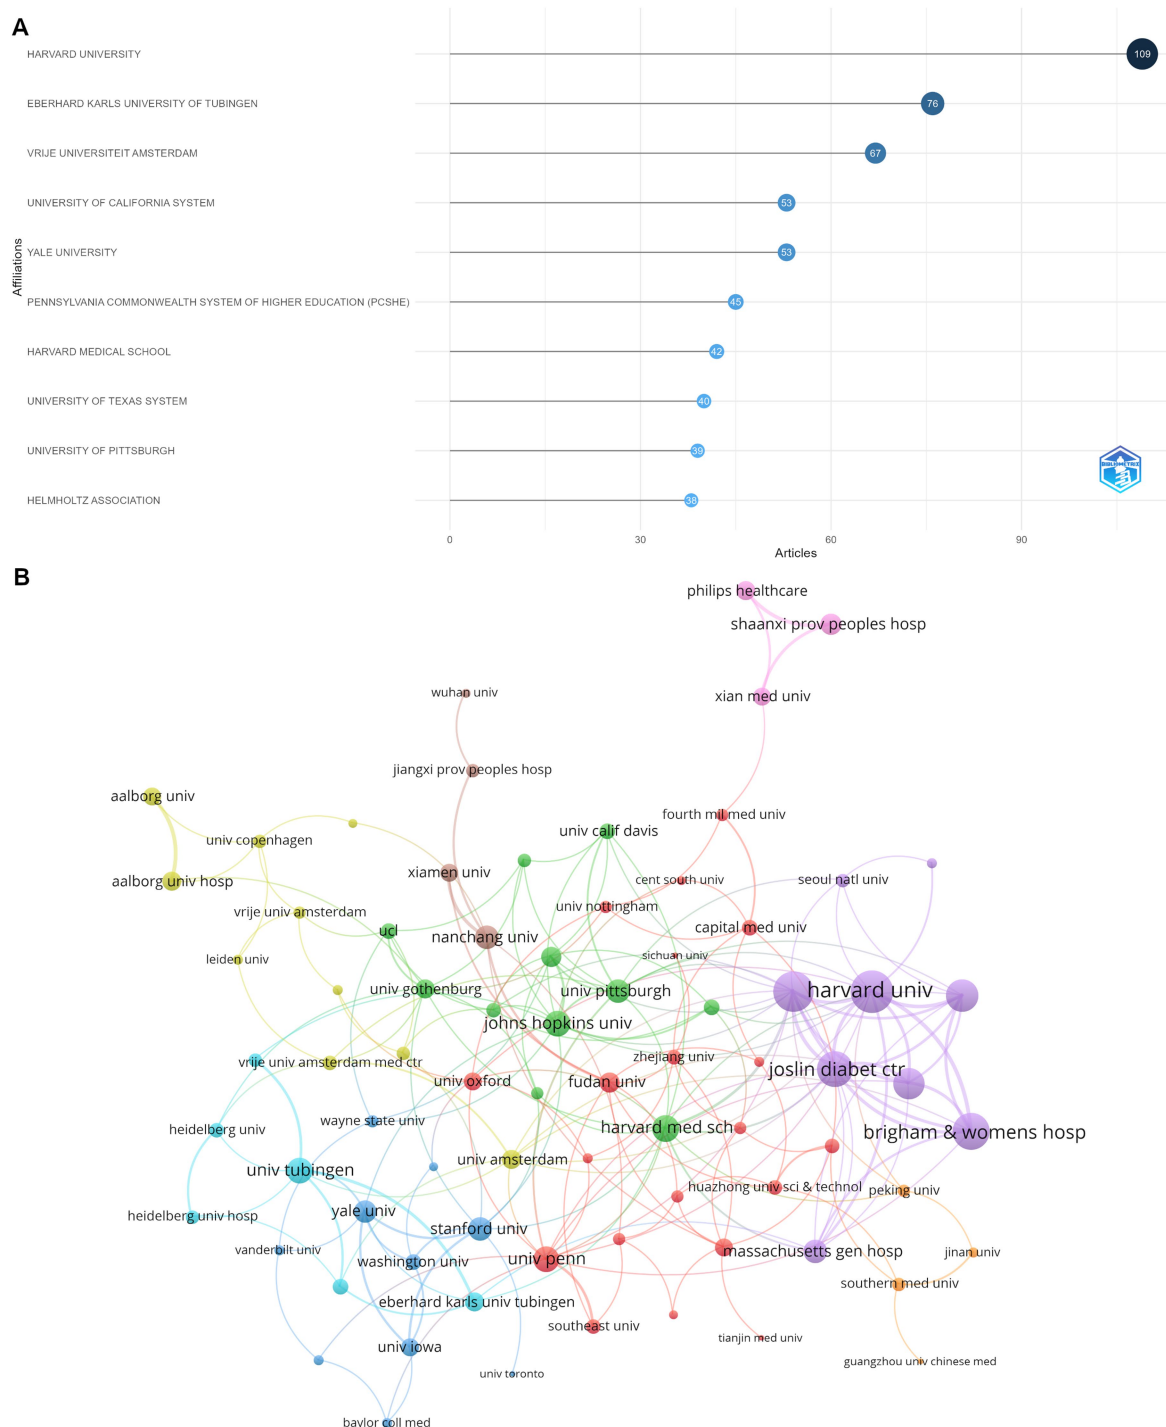 A
HARVARD UNIVERSITY
109
EBERHARD KARLS UNIVERSITY OF TUBINGEN
76
VRIJE UNIVERSITEIT AMSTERDAM
67
UNIVERSITY OF CALIFORNIA SYSTEM
53
YALE UNIVERSITY
53
PENNSYLVANIA COMMONWEALTH SYSTEM OF HIGHER EDUCATION (PCSHE)
45
HARVARD MEDICAL SCHOOL
42
UNIVERSITY OF TEXAS SYSTEM
40
UNIVERSITY OF PITTSBURGH
39
HELMHOLTZ ASSOCIATION
38
Affiliations
BIBLIOMETRIX
0 30 60 90
Articles
B
philips healthcare
shaanxi prov peoples hosp
wuhan univ
xian med univ
jiangxi prov peoples hosp
aalborg univ
fourth mil med univ
univ calif davis
univ copenhagen
xiamen univ
cent south univ
seoul natl univ
aalborg univ hosp
univ nottingham
vrije univ amsterdam
capital med univ
ucl
nanchang univ
sichuan univ
leiden univ
univ gothenburg
univ pittsburgh
harvard univ
johns hopkins univ
zhejiang univ
vrije univ amsterdam med ctr
joslin diabet ctr
univ oxford
fudan univ
wayne state univ
heidelberg univ
harvard med sch
brigham & womens hosp
univ amsterdam
univ tubingen
huazhong univ sci & technol
peking univ
yale univ
heidelberg univ hosp
stanford univ
vanderbilt univ
massachusetts gen hosp
jinan univ
washington univ
univ penn
southern med univ
eberhard karls univ tubingen
southeast univ
tianjin med univ
univ iowa
guangzhou univ chinese med
univ toronto
baylor coll med